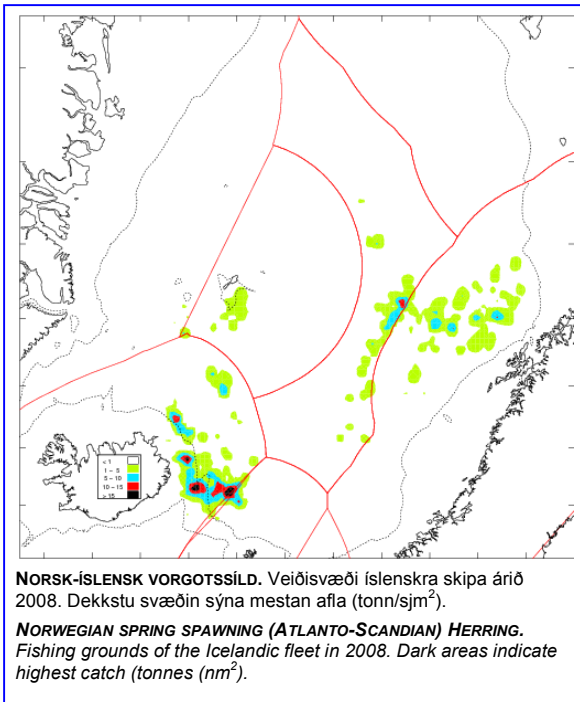 < 1
1 – 5
5 – 10
10 – 15
> 15
NORSK-ÍSLENSK VORGOTSSÍLD. Veiðisvæði íslenskra skipa árið
2008. Dekkstu svæðin sýna mestan afla (tonn/sjm²).
NORWEGIAN SPRING SPAWNING (ATLANTO-SCANDIAN) HERRING.
Fishing grounds of the Icelandic fleet in 2008. Dark areas indicate
highest catch (tonnes (nm²).